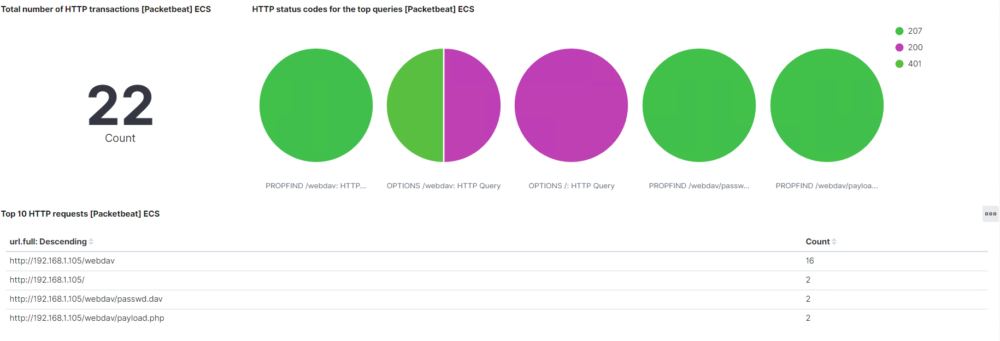 Total number of HTTP transactions [Packetbeat] ECS
22
Count
HTTP status codes for the top queries [Packetbeat] ECS
207
200
401
PROPFIND /webdav: HTTP...
OPTIONS /webdav: HTTP Query
OPTIONS /: HTTP Query
PROPFIND /webdav/passw...
PROPFIND /webdav/payloa...
Top 10 HTTP requests [Packetbeat] ECS
url.full: Descending Count
http://192.168.1.105/webdav 16
http://192.168.1.105/ 2
http://192.168.1.105/webdav/passwd.dav 2
http://192.168.1.105/webdav/payload.php 2